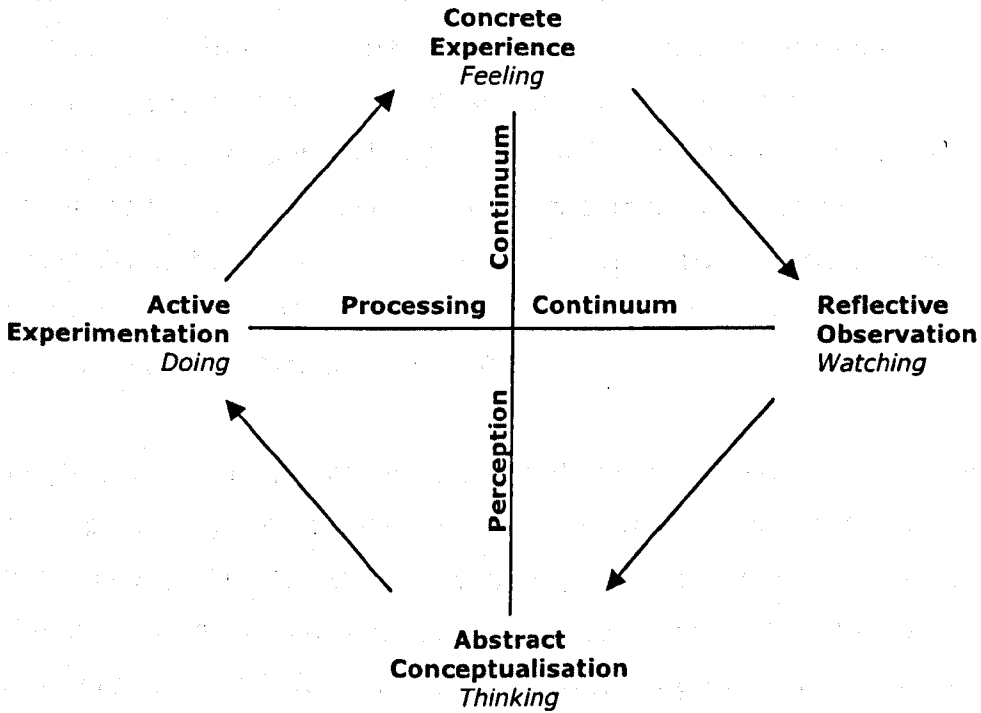 Concrete
Experience
Feeling
Continuum
Active
Experimentation
Doing
Processing Continuum
Reflective
Observation
Watching
Perception
Abstract
Conceptualisation
Thinking